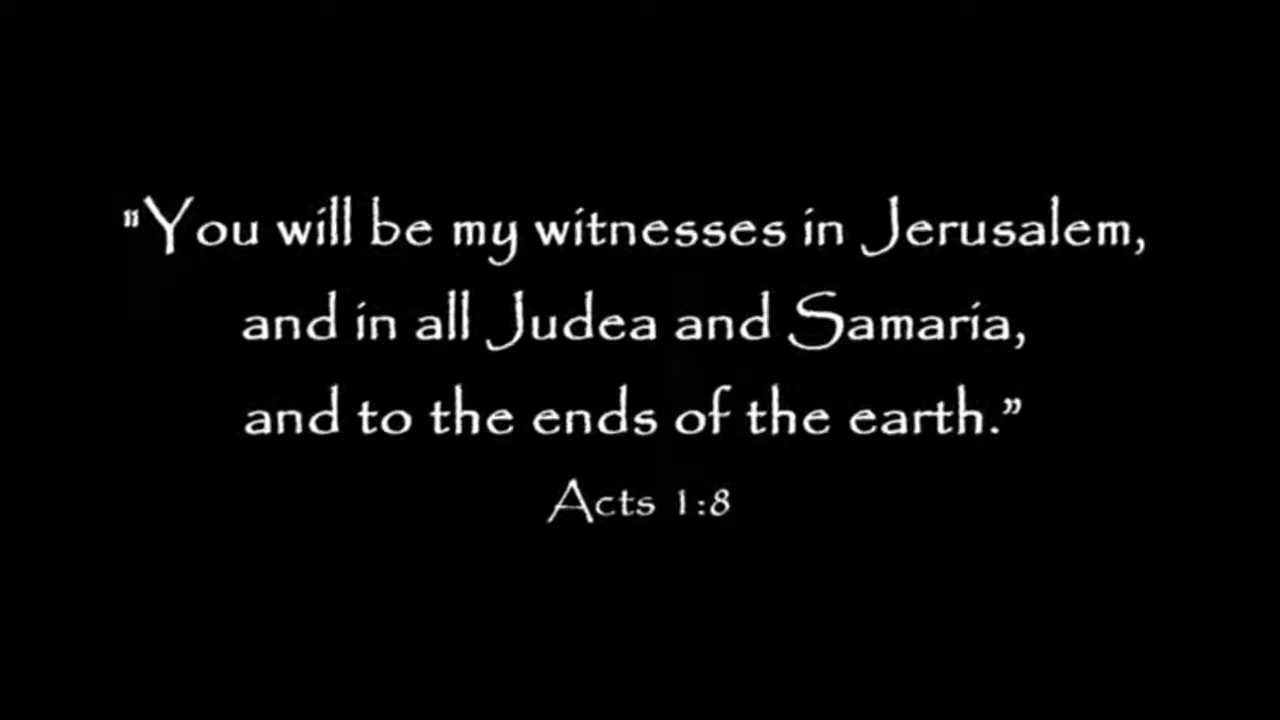 "You will be my witnesses in Jerusalem,
and in all Judea and Samaria,
and to the ends of the earth.”
Acts 1:8